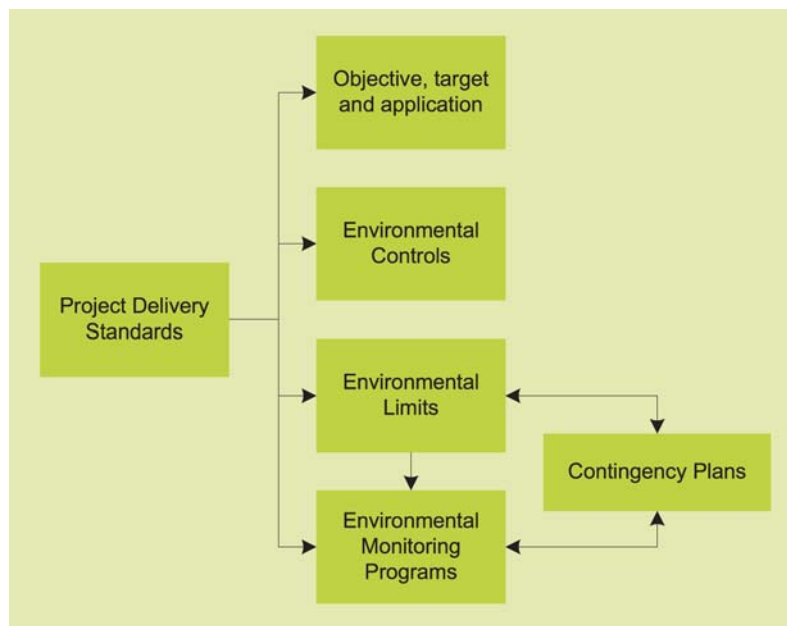 Objective, target
and application
Environmental
Controls
Project Delivery
Standards
Environmental
Limits
Contingency Plans
Environmental
Monitoring
Programs